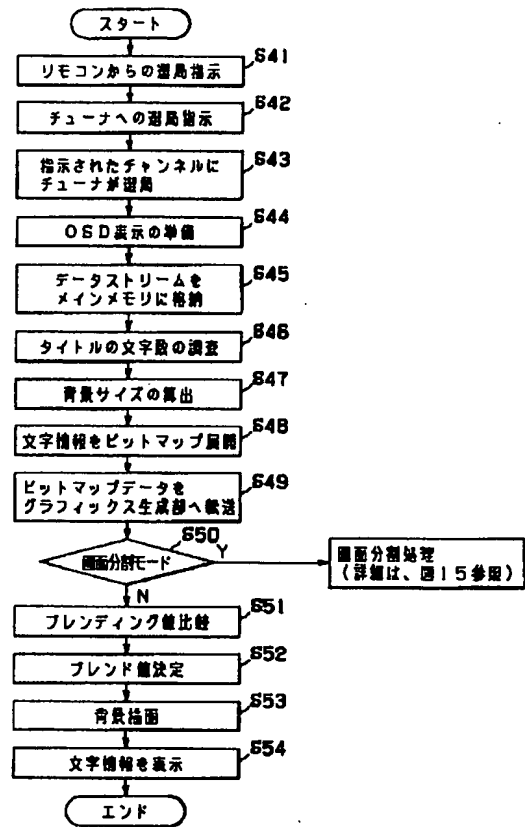 スタート
S41
リモコンからの選局指示
S42
チューナへの選局指示
S43
指示されたチャンネルに
チューナが選局
S44
OSD表示の準備
S45
データストリームを
メインメモリに格納
S46
タイトルの文字数の調査
S47
背景サイズの算出
S48
文字情報をビットマップ展開
S49
ビットマップデータを
グラフィックス生成部へ転送
S50
画面分割モード
Y
画面分割処理
(詳細は、図15参照)
N
S51
ブレンディング値比較
S52
ブレンド値決定
S53
背景描画
S54
文字情報を表示
エンド